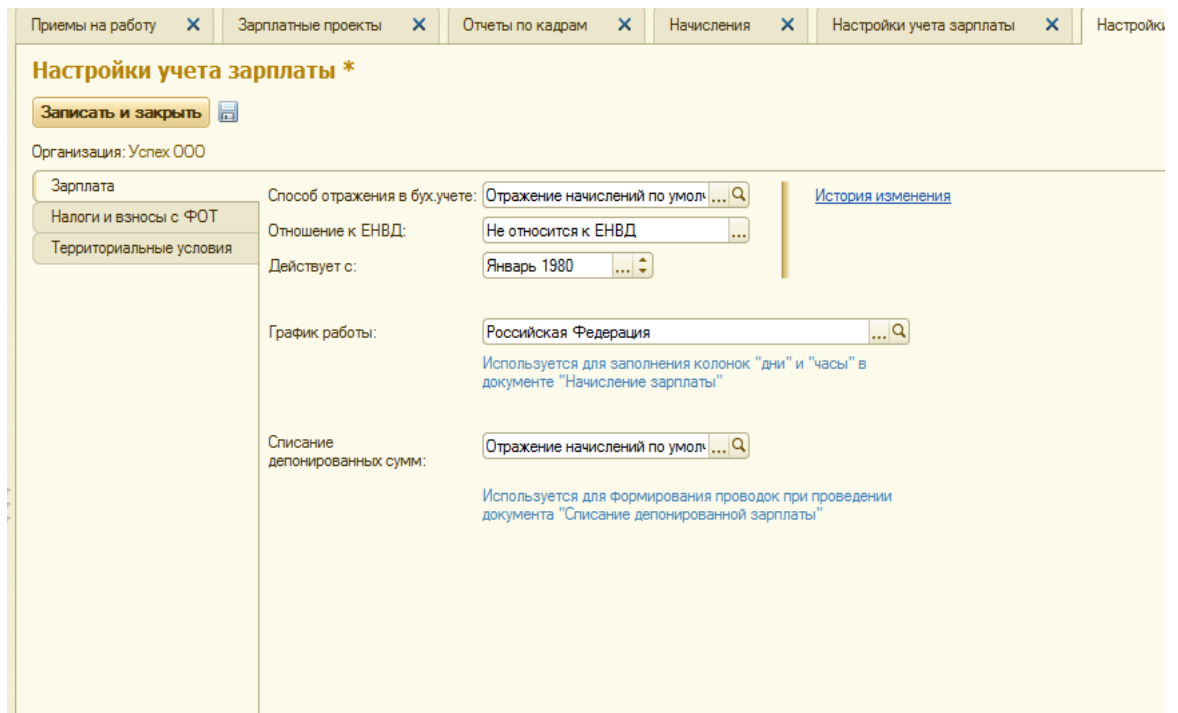 Приемы на работу Зарплатные проекты Отчеты по кадрам Начисления Настройки учета зарплаты Настройки
Настройки учета зарплаты *
Записать и закрыть
Организация: Успех ООО
Зарплата
Налоги и взносы с ФОТ
Территориальные условия
Способ отражения в бух.учете: Отражение начислений по умолч ... История изменения
Отношение к ЕНВД: Не относится к ЕНВД ...
Действует с: Январь 1980 ...
График работы: Российская Федерация ...
Используется для заполнения колонок "дни" и "часы" в
документе "Начисление зарплаты"
Списание
депонированных сумм: Отражение начислений по умолч ...
Используется для формирования проводок при проведении
документа "Списание депонированной зарплаты"